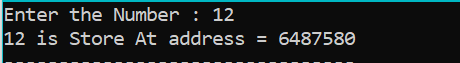 Enter the Number : 12
12 is Store At address = 6487580
--------------------------------